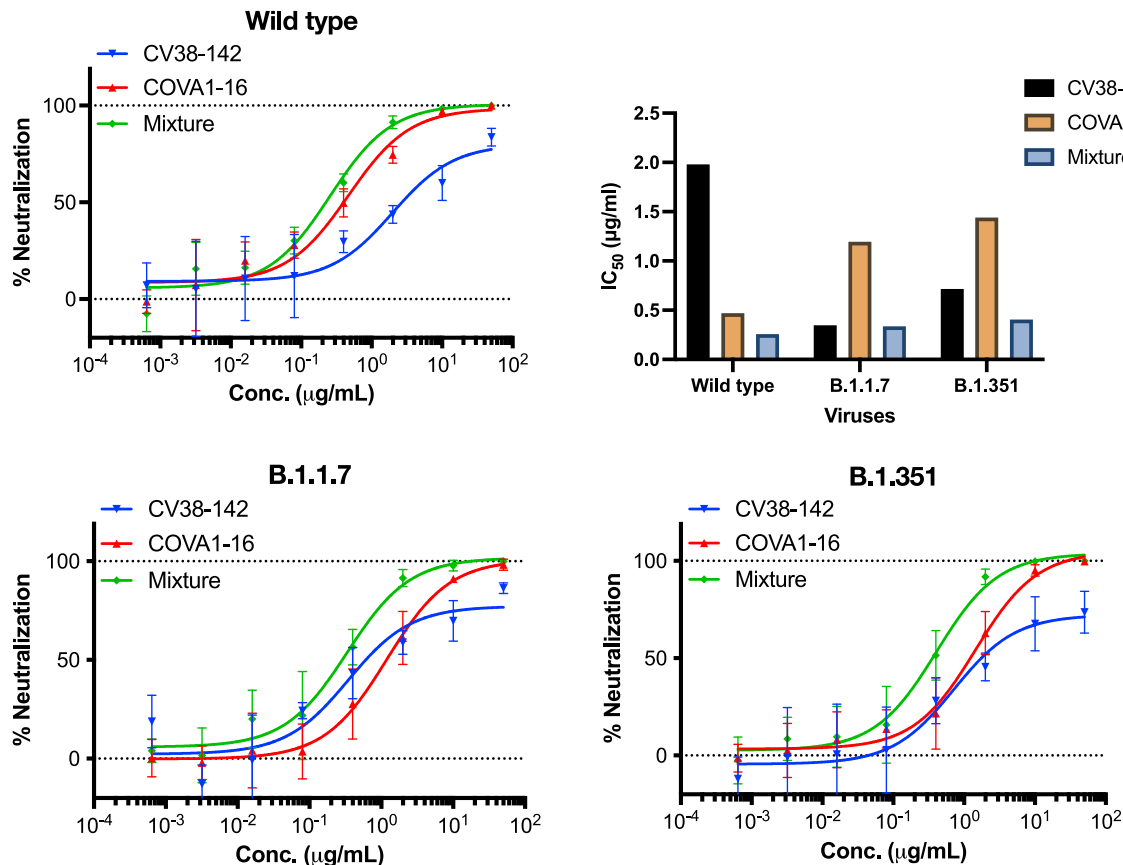 Wild type
CV38-142
COVA1-16
Mixture
% Neutralization
100
50
0
10-4 10-3 10-2 10-1 100 101 102
Conc. (μg/mL)
CV38-
COVA
Mixture
IC50 (μg/ml)
2.5
2.0
1.5
1.0
0.5
0.0
Wild type B.1.1.7 B.1.351
Viruses
B.1.1.7
CV38-142
COVA1-16
Mixture
% Neutralization
100
50
0
10-4 10-3 10-2 10-1 100 101 102
Conc. (μg/mL)
B.1.351
CV38-142
COVA1-16
Mixture
% Neutralization
100
50
0
10-4 10-3 10-2 10-1 100 101 102
Conc. (μg/mL)